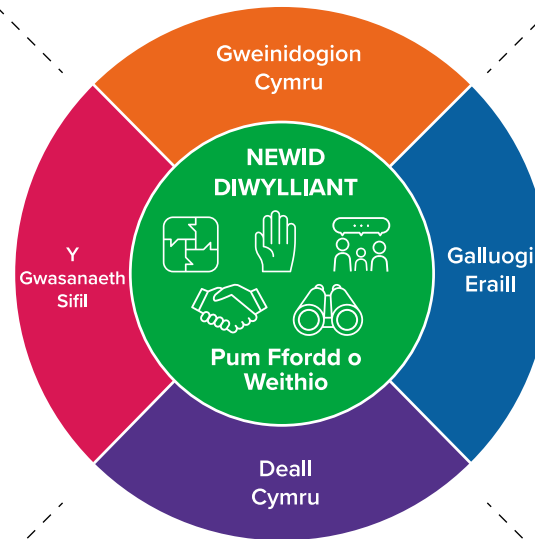 Gweinidogion
Cymru
NEWID
DIWYLLIANT
Y
Gwasanaeth
Sifil
Galluogi
Eraill
Pum Ffordd o
Weithio
Deall
Cymru